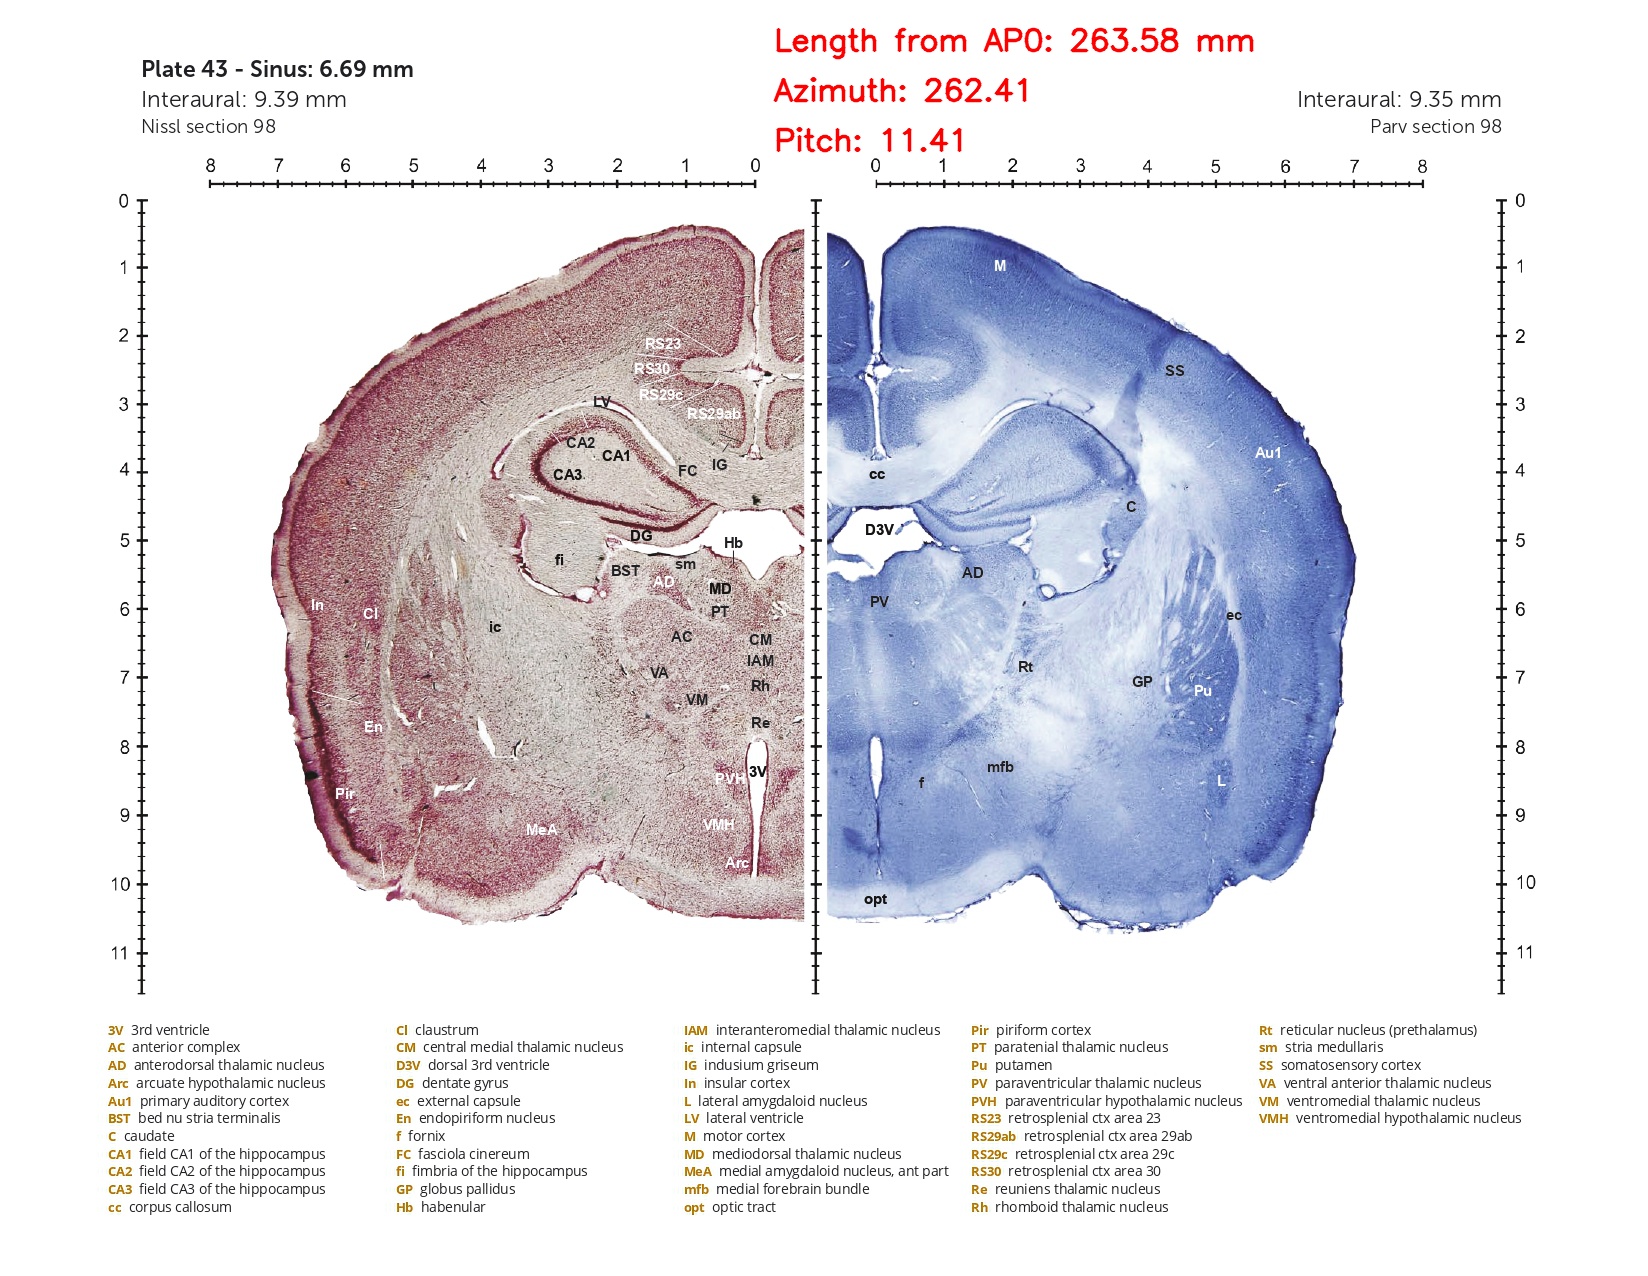 Length from AP0: 263.58 mm
Plate 43 - Sinus: 6.69 mm
Azimuth: 262.41
Interaural: 9.39 mm
Interaural: 9.35 mm
Nissl section 98
Parv section 98
Pitch: 11.41
8 7 6 5 4 3 2 1 0
0 1 2 3 4 5 6 7 8
0 0
1 M 1
2 2
RS23
RS30 SS
RS29c
3 LV RS29ab 3
CA2
CA1 Au1
4 CA3 FC IG cc 4
C
5 DG Hb D3V 5
fi BST sm AD
AD MD PV
6 In Cl PT ec 6
ic AC CM
IAM Rt
7 VA Rh GP Pu 7
VM
En Re
8 PVH 3V f mfb L 8
Pir
9 MeA VMH 9
Arc
10 opt 10
11 11
3V 3rd ventricle
AC anterior complex
AD anterodorsal thalamic nucleus
Arc arcuate hypothalamic nucleus
Au1 primary auditory cortex
BST bed nu stria terminalis
C caudate
CA1 field CA1 of the hippocampus
CA2 field CA2 of the hippocampus
CA3 field CA3 of the hippocampus
cc corpus callosum
Cl claustrum
CM central medial thalamic nucleus
D3V dorsal 3rd ventricle
DG dentate gyrus
ec external capsule
En endopiriform nucleus
f fornix
FC fasciola cinereum
fi fimbria of the hippocampus
GP globus pallidus
Hb habenular
IAM interanteromedial thalamic nucleus
ic internal capsule
IG indusium griseum
In insular cortex
L lateral amygdaloid nucleus
LV lateral ventricle
M motor cortex
MD mediodorsal thalamic nucleus
MeA medial amygdaloid nucleus, ant part
mfb medial forebrain bundle
opt optic tract
Pir piriform cortex
PT paratenial thalamic nucleus
Pu putamen
PV paraventricular thalamic nucleus
PVH paraventricular hypothalamic nucleus
RS23 retrosplenial ctx area 23
RS29ab retrosplenial ctx area 29ab
RS29c retrosplenial ctx area 29c
RS30 retrosplenial ctx area 30
Re reuniens thalamic nucleus
Rh rhomboid thalamic nucleus
Rt reticular nucleus (prethalamus)
sm stria medullaris
SS somatosensory cortex
VA ventral anterior thalamic nucleus
VM ventromedial thalamic nucleus
VMH ventromedial hypothalamic nucleus